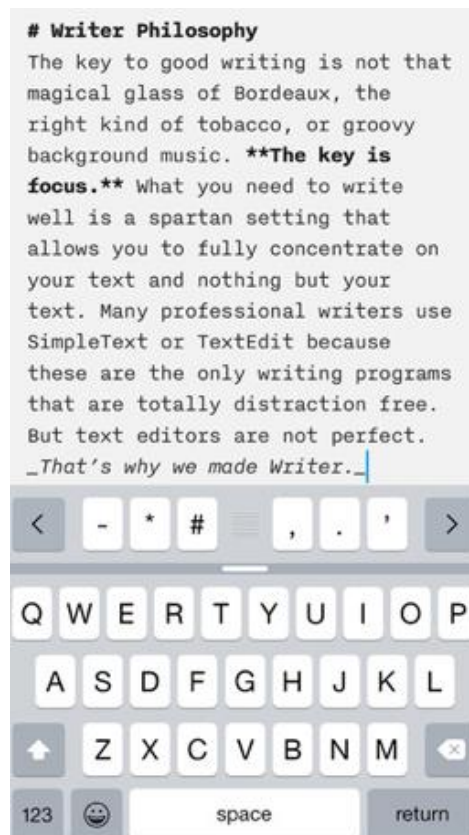 # Writer Philosophy
The key to good writing is not that
magical glass of Bordeaux, the
right kind of tobacco, or groovy
background music. **The key is
focus.** What you need to write
well is a spartan setting that
allows you to fully concentrate on
your text and nothing but your
text. Many professional writers use
SimpleText or TextEdit because
these are the only writing programs
that are totally distraction free.
But text editors are not perfect.
_That's why we made Writer._
< - * # , . ' >
Q W E R T Y U I O P
A S D F G H J K L
Z X C V B N M
123 space return